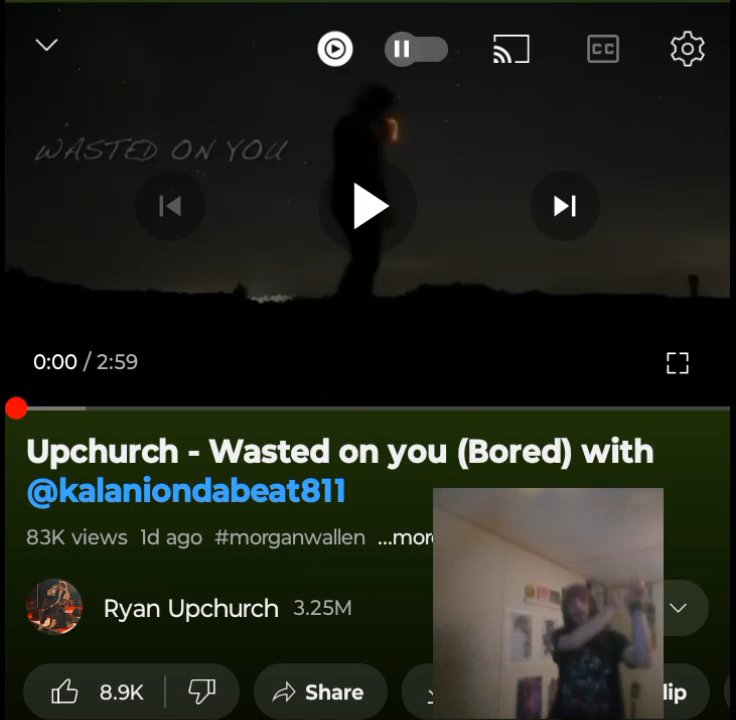 WASTED ON YOU
CC
0:00 / 2:59
Upchurch - Wasted on you (Bored) with
@kalaniondabeat811
83K views 1d ago #morganwallen ...mor
Ryan Upchurch 3.25M
8.9K Share lip